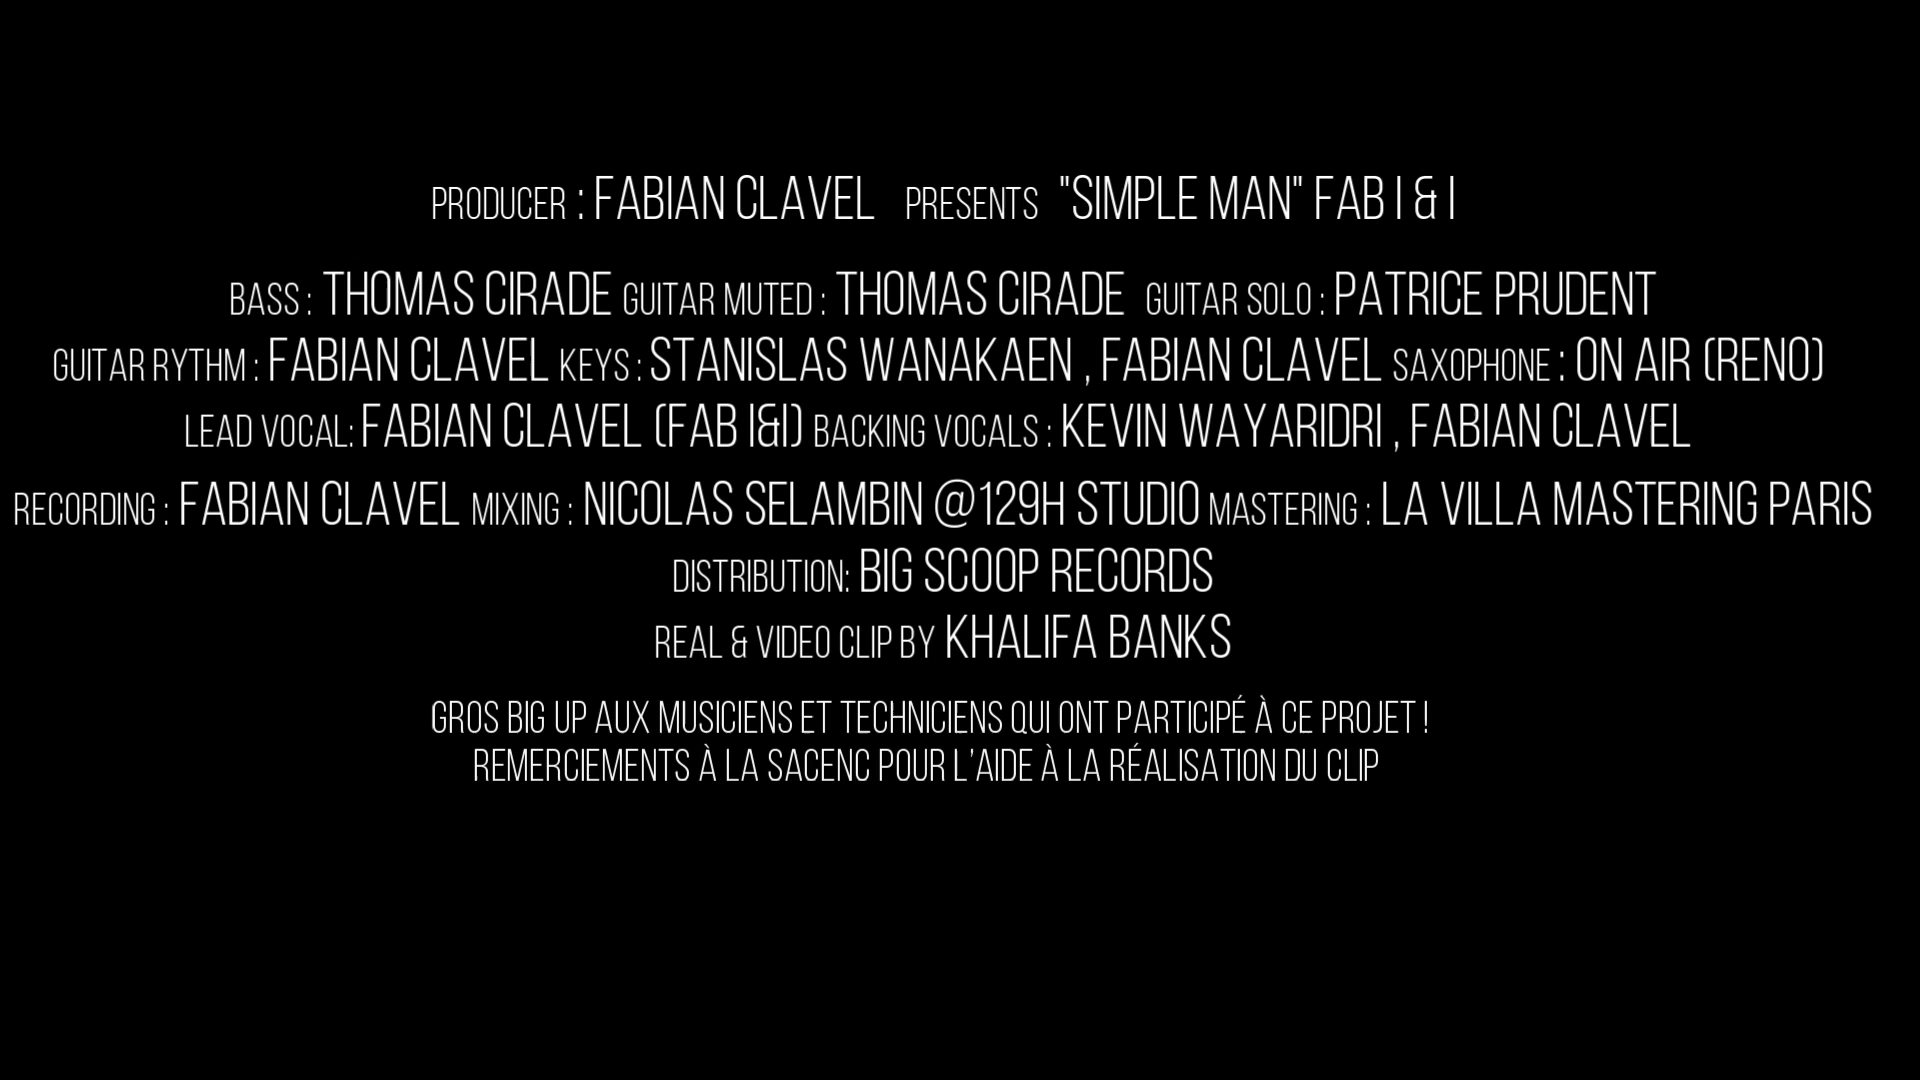 PRODUCER : FABIAN CLAVEL PRESENTS "SIMPLE MAN" FAB I & I
BASS : THOMAS CIRADE GUITAR MUTED : THOMAS CIRADE GUITAR SOLO : PATRICE PRUDENT
GUITAR RYTHM : FABIAN CLAVEL KEYS : STANISLAS WANAKAEN , FABIAN CLAVEL SAXOPHONE : ON AIR (RENO)
LEAD VOCAL: FABIAN CLAVEL (FAB I&I) BACKING VOCALS : KEVIN WAYARIDRI , FABIAN CLAVEL
RECORDING : FABIAN CLAVEL MIXING : NICOLAS SELAMBIN @129H STUDIO MASTERING : LA VILLA MASTERING PARIS
DISTRIBUTION: BIG SCOOP RECORDS
REAL & VIDEO CLIP BY KHALIFA BANKS
GROS BIG UP AUX MUSICIENS ET TECHNICIENS QUI ONT PARTICIPÉ À CE PROJET !
REMERCIEMENTS À LA SACENC POUR L’AIDE À LA RÉALISATION DU CLIP